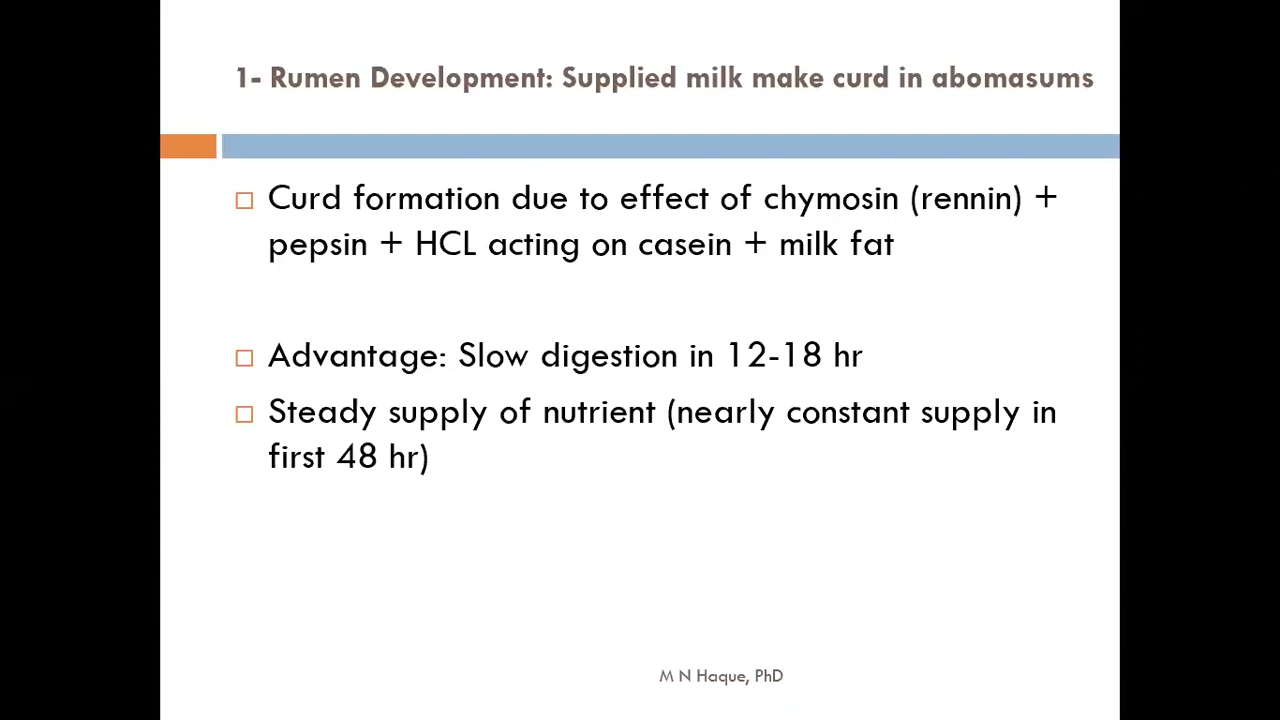 1- Rumen Development: Supplied milk make curd in abomasums
Curd formation due to effect of chymosin (rennin) +
pepsin + HCL acting on casein + milk fat
Advantage: Slow digestion in 12-18 hr
Steady supply of nutrient (nearly constant supply in
first 48 hr)
M N Haque, PhD